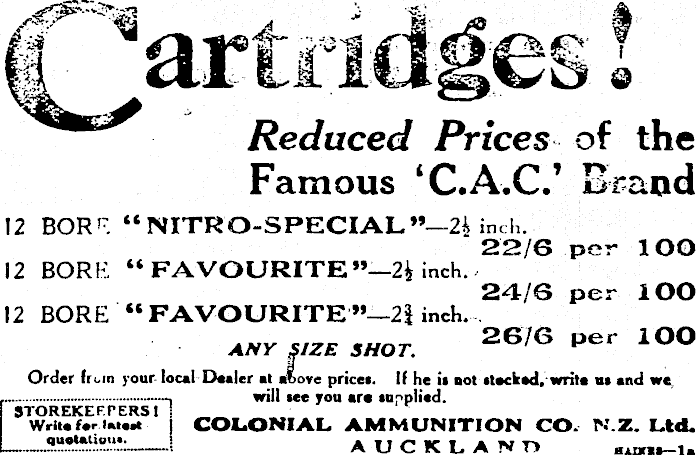 Cartridges!
Reduced Prices of the
Famous 'C.A.C.' Brand
12 BORE "NITRO-SPECIAL"—2½ inch.
22/6 per 100
12 BORE "FAVOURITE"—2½ inch.
24/6 per 100
12 BORE "FAVOURITE"—2¾ inch.
26/6 per 100
ANY SIZE SHOT.
Order from your local Dealer at above prices. If he is not stocked, write us and we
will see you are supplied.
STOREKEEPERS!
Write for latest
quotations.
COLONIAL AMMUNITION CO. N.Z. Ltd.
AUCKLAND
HAINES—1a